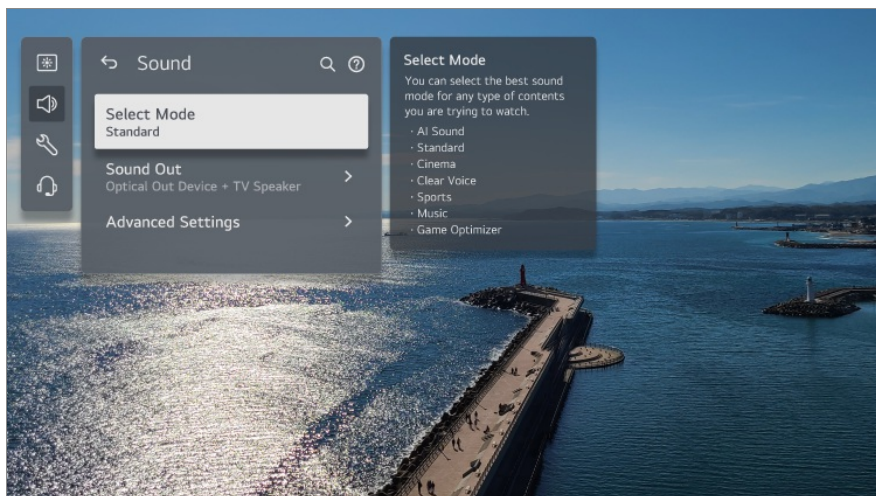 Sound
Select Mode
Standard
Sound Out
Optical Out Device + TV Speaker
Advanced Settings
Select Mode
You can select the best sound
mode for any type of contents
you are trying to watch.
· AI Sound
· Standard
· Cinema
· Clear Voice
· Sports
· Music
· Game Optimizer